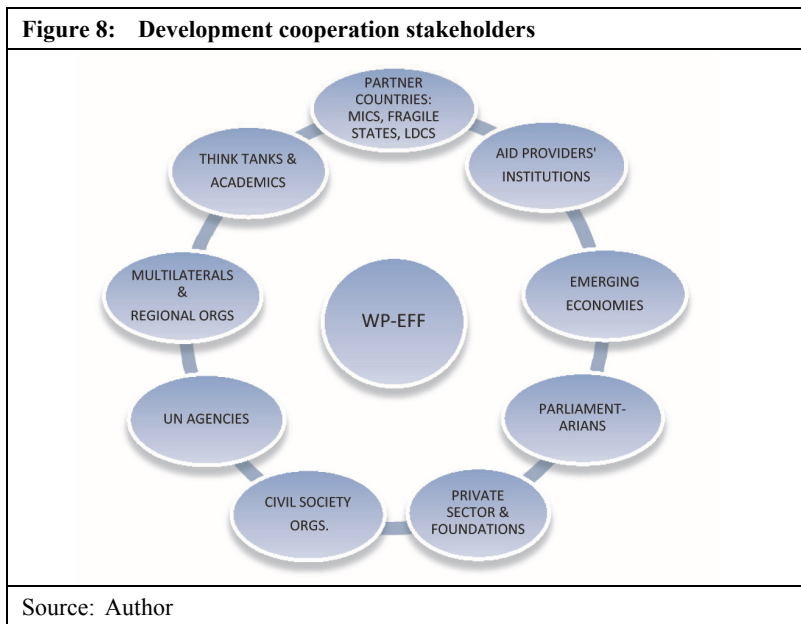 Figure 8: Development cooperation stakeholders
PARTNER
COUNTRIES:
MICS, FRAGILE
STATES, LDCS
AID PROVIDERS'
INSTITUTIONS
EMERGING
ECONOMIES
PARLIAMENT-
ARIANS
PRIVATE
SECTOR &
FOUNDATIONS
CIVIL SOCIETY
ORGS.
UN AGENCIES
MULTILATERALS
&
REGIONAL ORGS
THINK TANKS &
ACADEMICS
WP-EFF
Source: Author